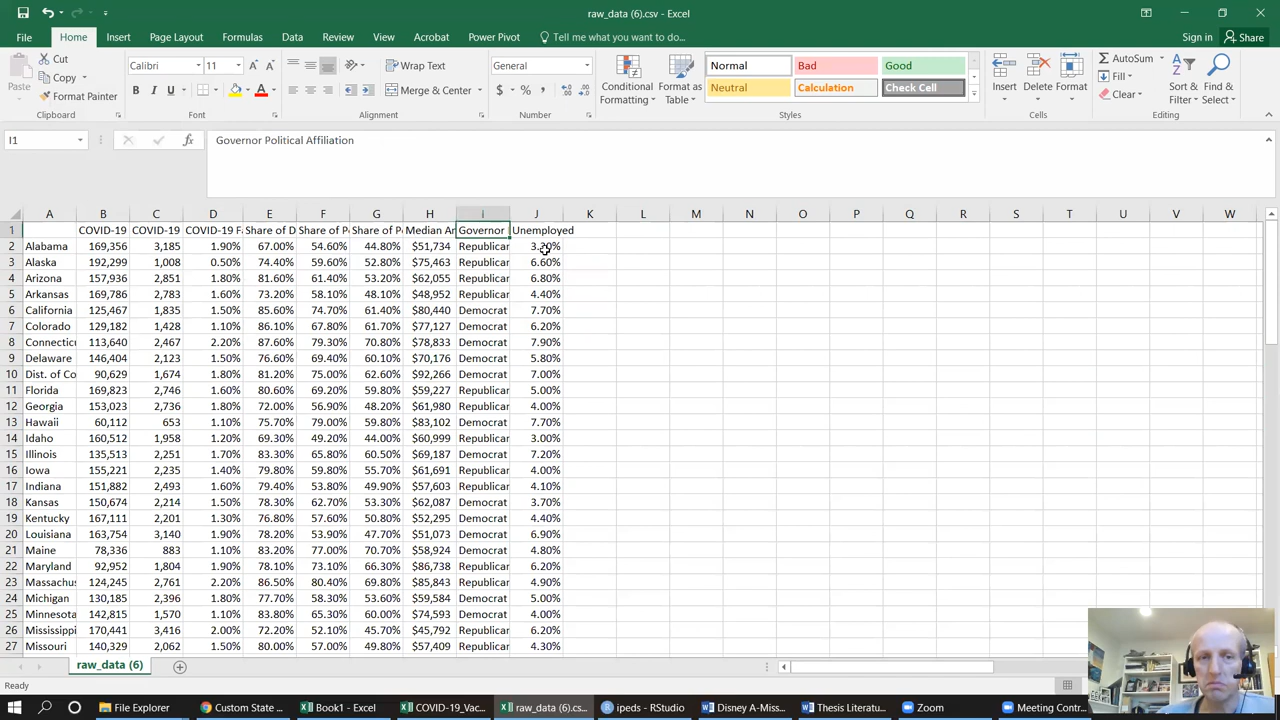 raw_data (6).csv - Excel
File Home Insert Page Layout Formulas Data Review Acrobat Power Pivot Tell me what you want to do... Sign in Share
Cut
Copy
Format Painter
Paste
Clipboard
Calibri 11
B I U
Font
Wrap Text
Merge & Center
Alignment
General
$ % ,
Number
Conditional Formatting
Format as Table
Normal Bad Good
Neutral Calculation Check Cell
Styles
Insert Delete Format
Cells
AutoSum
Fill
Clear
Sort & Filter
Find & Select
Editing
I1 fx Governor Political Affiliation
A B C D E F G H I J K L M N O P Q R S T U V W
1 COVID-19 COVID-19 COVID-19 Fa Share of D Share of Po Share of Po Median An Governor Unemployed
2 Alabama 169,356 3,185 1.90% 67.00% 54.60% 44.80% $51,734 Republican 3.20%
3 Alaska 192,299 1,008 0.50% 74.40% 59.60% 52.80% $75,463 Republican 6.60%
4 Arizona 157,936 2,851 1.80% 81.60% 61.40% 53.20% $62,055 Republican 6.80%
5 Arkansas 169,786 2,783 1.60% 73.20% 58.10% 48.10% $48,952 Republican 4.40%
6 California 125,467 1,835 1.50% 85.60% 74.70% 61.40% $80,440 Democrat 7.70%
7 Colorado 129,182 1,428 1.10% 86.10% 67.80% 61.70% $77,127 Democrat 6.20%
8 Connecticu 113,640 2,467 2.20% 87.60% 79.30% 70.80% $78,833 Democrat 7.90%
9 Delaware 146,404 2,123 1.50% 76.60% 69.40% 60.10% $70,176 Democrat 5.80%
10 Dist. of Co 90,629 1,674 1.80% 81.20% 75.00% 62.60% $92,266 Democrat 7.00%
11 Florida 169,823 2,746 1.60% 80.60% 69.20% 59.80% $59,227 Republican 5.00%
12 Georgia 153,023 2,736 1.80% 72.00% 56.90% 48.20% $61,980 Republican 4.00%
13 Hawaii 60,112 653 1.10% 75.70% 79.00% 59.80% $83,102 Democrat 7.70%
14 Idaho 160,512 1,958 1.20% 69.30% 49.20% 44.00% $60,999 Republican 3.00%
15 Illinois 135,513 2,251 1.70% 83.30% 65.80% 60.50% $69,187 Democrat 7.20%
16 Iowa 155,221 2,235 1.40% 79.80% 59.80% 55.70% $61,691 Republican 4.00%
17 Indiana 151,882 2,493 1.60% 79.40% 53.80% 49.80% $57,603 Republican 4.10%
18 Kansas 150,674 2,214 1.50% 78.30% 62.70% 53.30% $62,087 Democrat 3.70%
19 Kentucky 167,111 2,201 1.30% 76.80% 57.60% 50.80% $52,295 Democrat 4.40%
20 Louisiana 163,754 3,140 1.90% 78.20% 53.90% 47.70% $51,073 Democrat 6.90%
21 Maine 78,336 883 1.10% 83.20% 77.00% 70.70% $58,924 Democrat 4.80%
22 Maryland 92,952 1,804 1.90% 78.10% 73.10% 66.30% $86,738 Republican 6.20%
23 Massachus 124,245 2,761 2.20% 86.50% 80.40% 69.80% $85,843 Republican 4.90%
24 Michigan 130,185 2,396 1.80% 77.70% 58.30% 53.60% $59,584 Democrat 5.00%
25 Minnesota 142,815 1,570 1.10% 83.80% 65.30% 60.00% $74,593 Democrat 4.00%
26 Mississippi 170,441 3,416 2.00% 72.20% 52.10% 45.70% $45,792 Republican 6.20%
27 Missouri 140,329 2,062 1.50% 80.00% 57.00% 49.80% $57,409 Republican 4.30%
raw_data (6)
Ready
File Explorer Custom State ... Book1 - Excel COVID-19_Vac... raw_data (6).cs... ipeds - RStudio Disney A-Miss... Thesis Literatu... Zoom Meeting Contr...